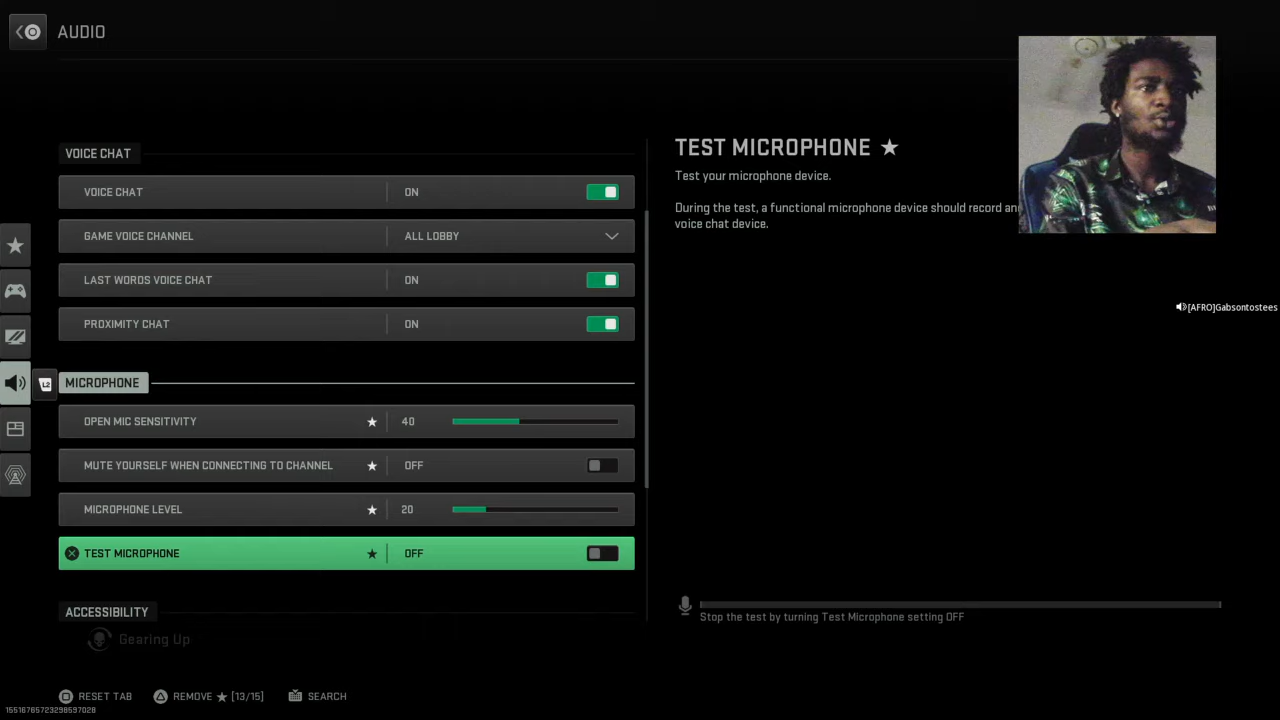 AUDIO
VOICE CHAT
VOICE CHAT ON
GAME VOICE CHANNEL ALL LOBBY
LAST WORDS VOICE CHAT ON
PROXIMITY CHAT ON
L2
MICROPHONE
OPEN MIC SENSITIVITY 40
MUTE YOURSELF WHEN CONNECTING TO CHANNEL OFF
MICROPHONE LEVEL 20
TEST MICROPHONE OFF
ACCESSIBILITY
Gearing Up
RESET TAB REMOVE ★ [13/15] SEARCH
TEST MICROPHONE ★
Test your microphone device.
During the test, a functional microphone device should record and
voice chat device.
[AFRO]Gabsontostees
Stop the test by turning Test Microphone setting OFF